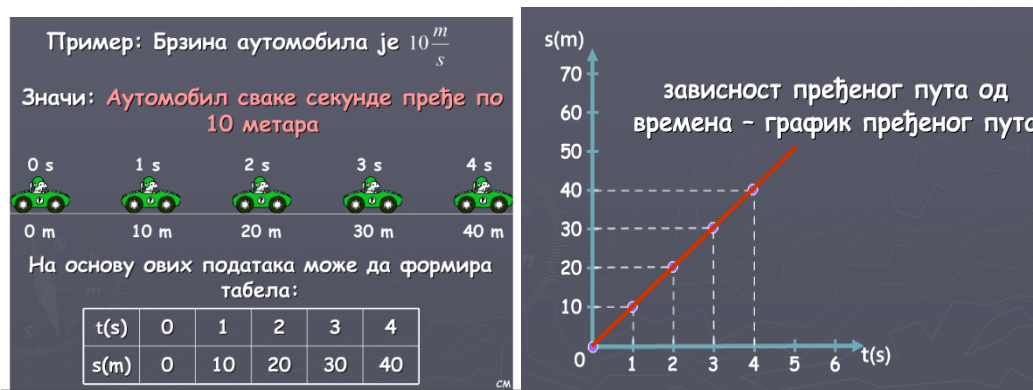 Пример: Брзина аутомобила је 10 m/s
Значи: Аутомобил сваке секунде пређе по
10 метара
0 s 1 s 2 s 3 s 4 s
0 m 10 m 20 m 30 m 40 m
На основу ових података може да формира
табела:
t(s) 0 1 2 3 4
s(m) 0 10 20 30 40
СМ
s(m)
70
зависност пређеног пута од
60
времена – график пређеног пута
50
40
30
20
10
0 1 2 3 4 5 6 t(s)